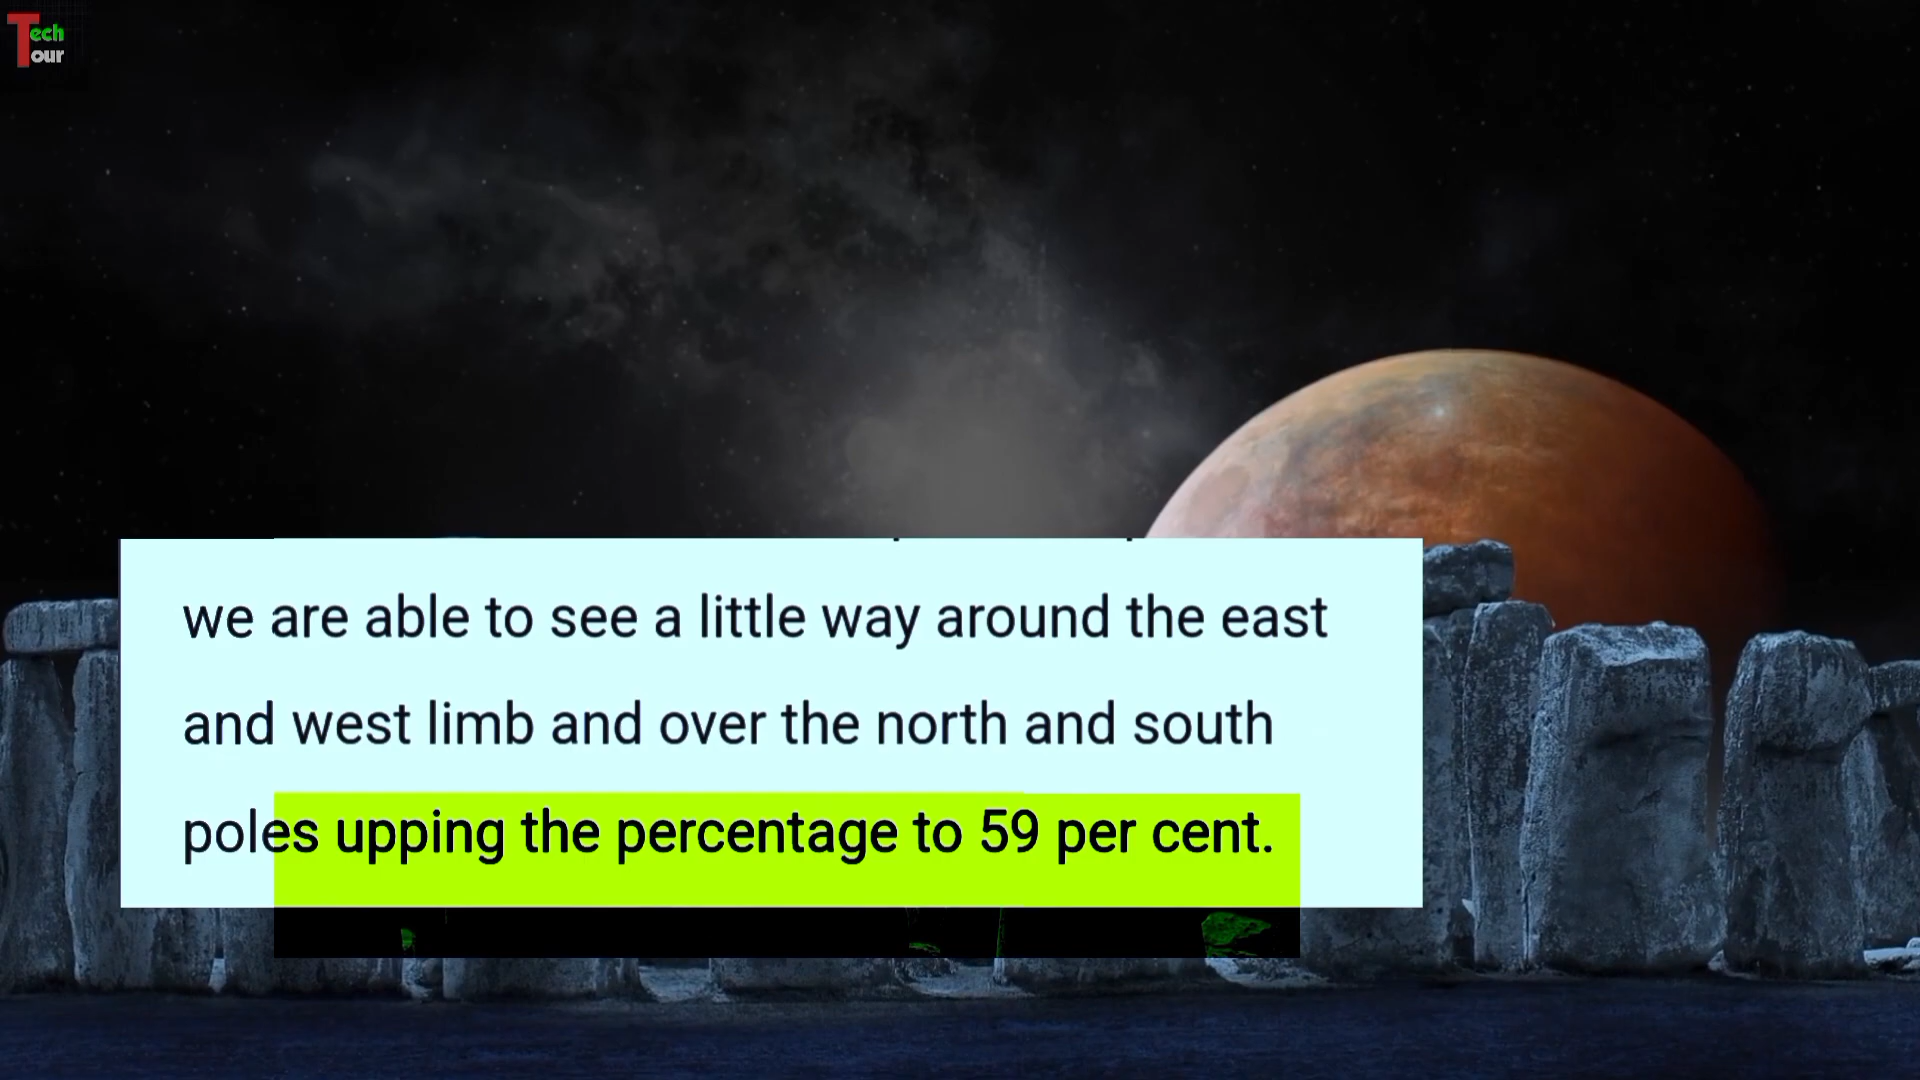 Tech
Tour
we are able to see a little way around the east
and west limb and over the north and south
poles upping the percentage to 59 per cent.